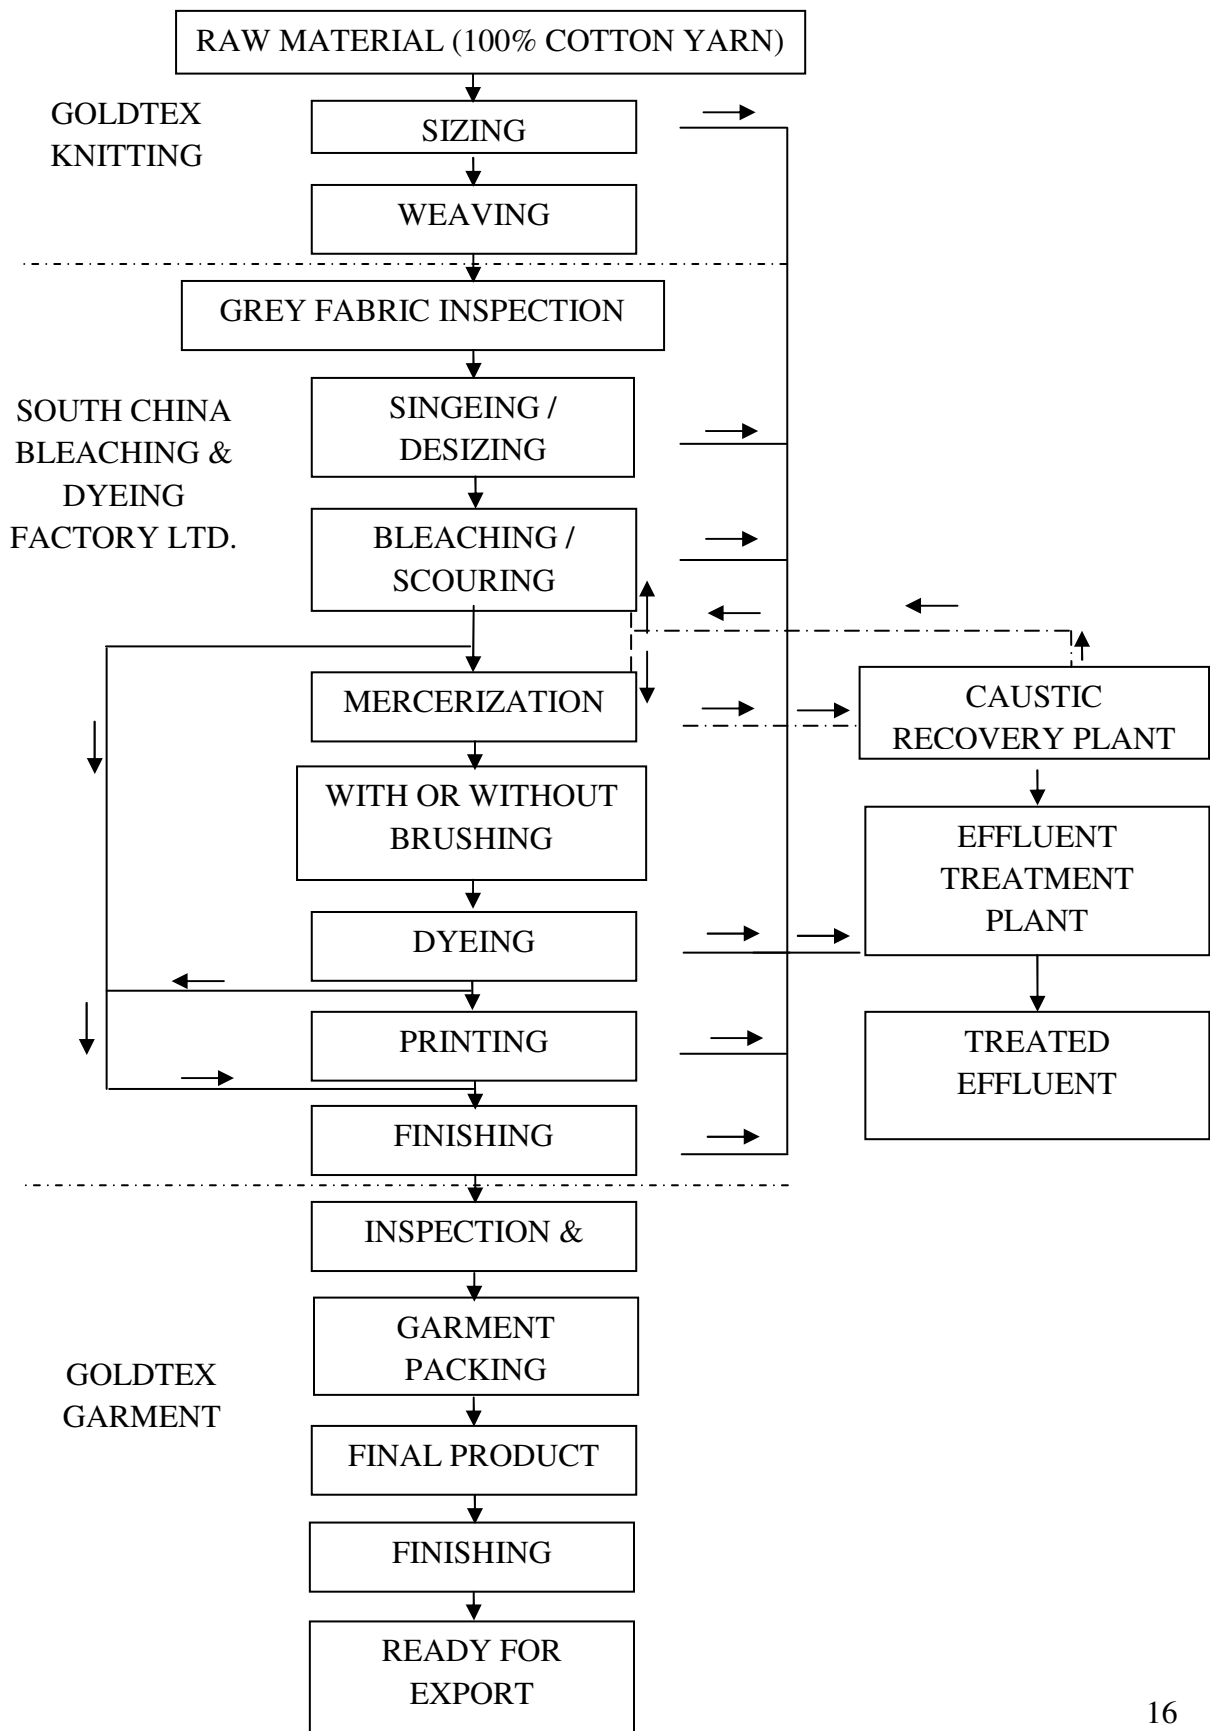 RAW MATERIAL (100% COTTON YARN)
GOLDTEX
KNITTING
SIZING
WEAVING
GREY FABRIC INSPECTION
SOUTH CHINA
BLEACHING &
DYEING
FACTORY LTD.
SINGEING /
DESIZING
BLEACHING /
SCOURING
MERCERIZATION
CAUSTIC
RECOVERY PLANT
WITH OR WITHOUT
BRUSHING
EFFLUENT
TREATMENT
PLANT
DYEING
PRINTING
TREATED
EFFLUENT
FINISHING
INSPECTION &
GARMENT
PACKING
GOLDTEX
GARMENT
FINAL PRODUCT
FINISHING
READY FOR
EXPORT
16